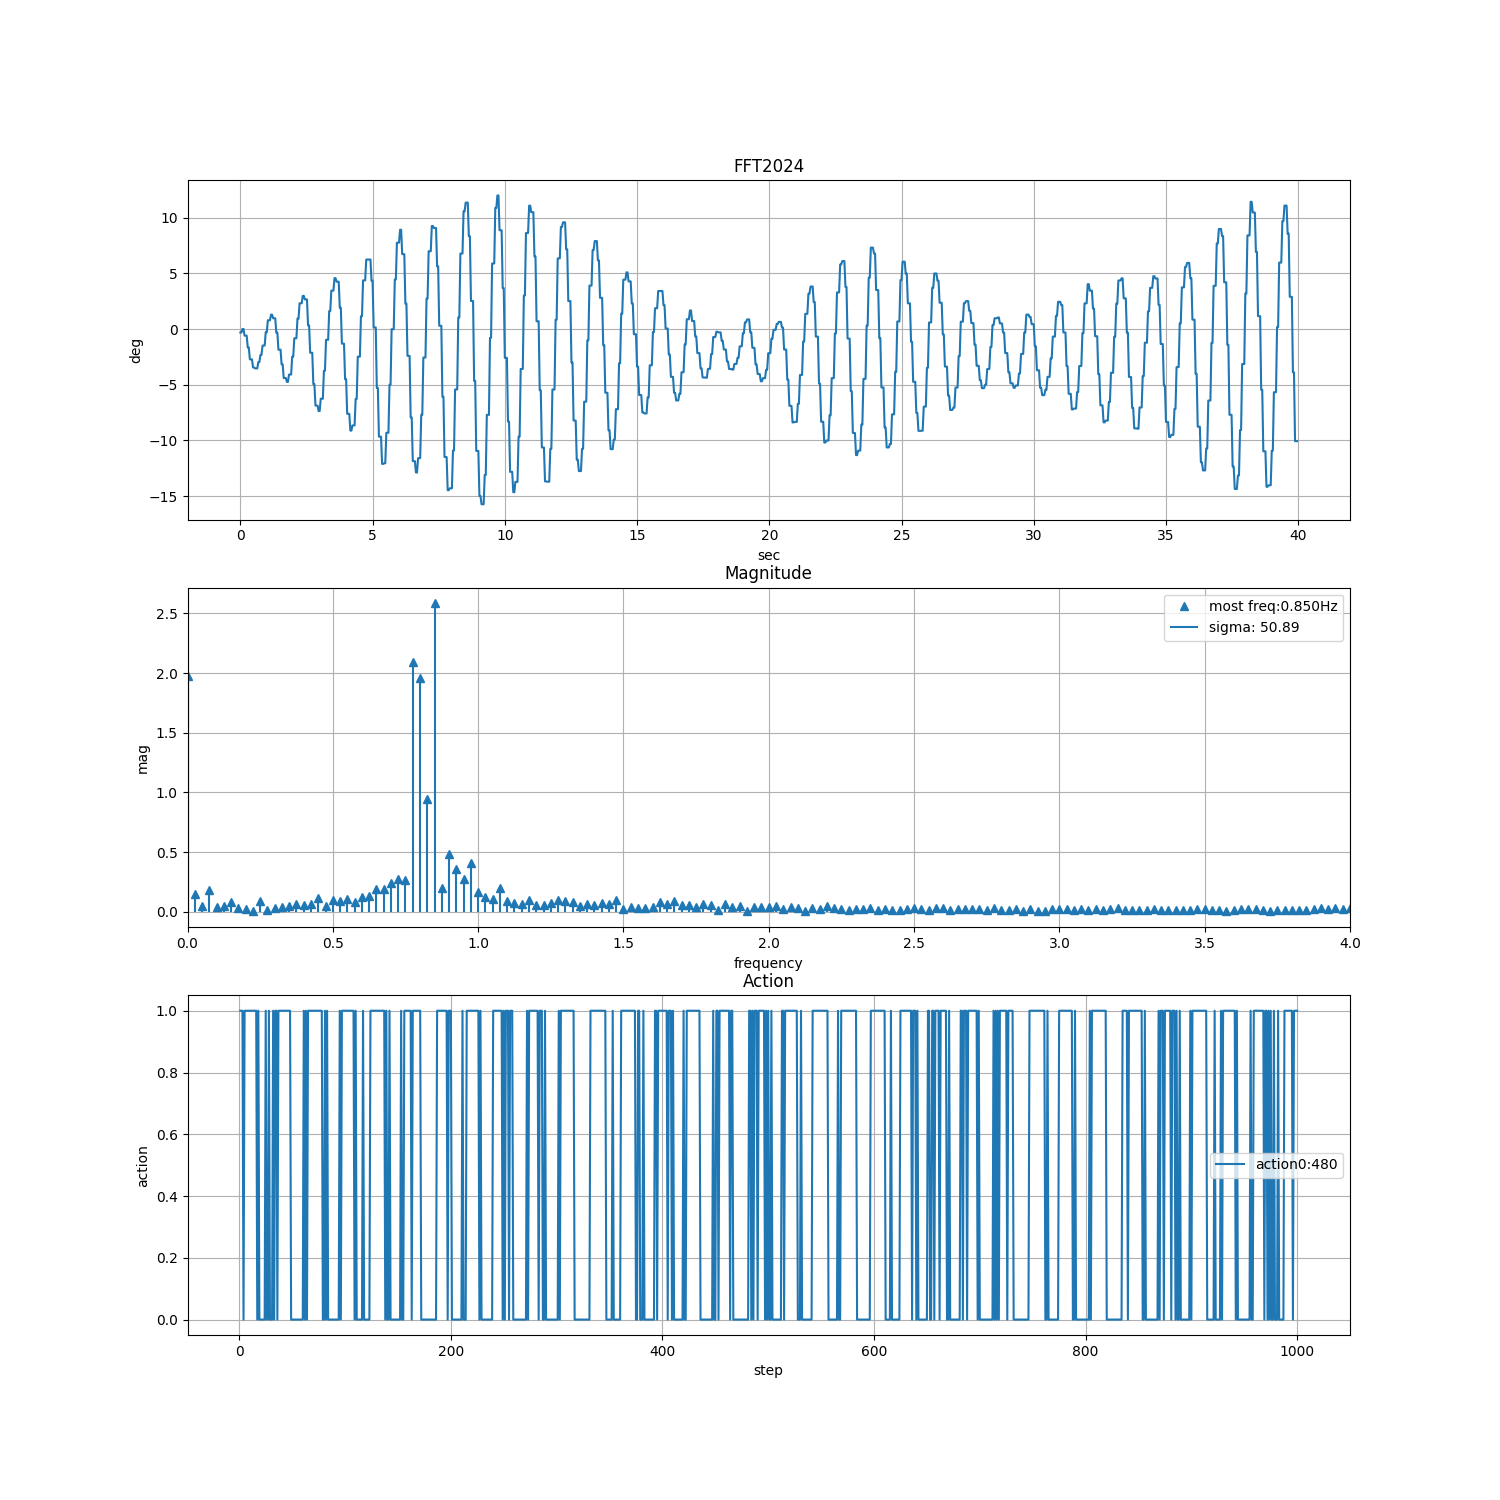 FFT2024
10
5
0
−5
−10
−15
deg
0 5 10 15 20 25 30 35 40
sec
Magnitude
most freq:0.850Hz
sigma: 50.89
2.5
2.0
1.5
1.0
0.5
0.0
mag
0.0 0.5 1.0 1.5 2.0 2.5 3.0 3.5 4.0
frequency
Action
1.0
0.8
0.6
0.4
0.2
0.0
action
action0:480
0 200 400 600 800 1000
step